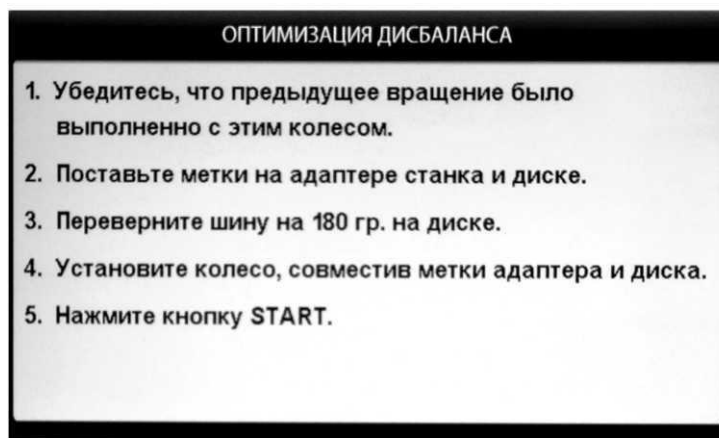 ОПТИМИЗАЦИЯ ДИСБАЛАНСА
1. Убедитесь, что предыдущее вращение было
выполненно с этим колесом.
2. Поставьте метки на адаптере станка и диске.
3. Переверните шину на 180 гр. на диске.
4. Установите колесо, совместив метки адаптера и диска.
5. Нажмите кнопку START.